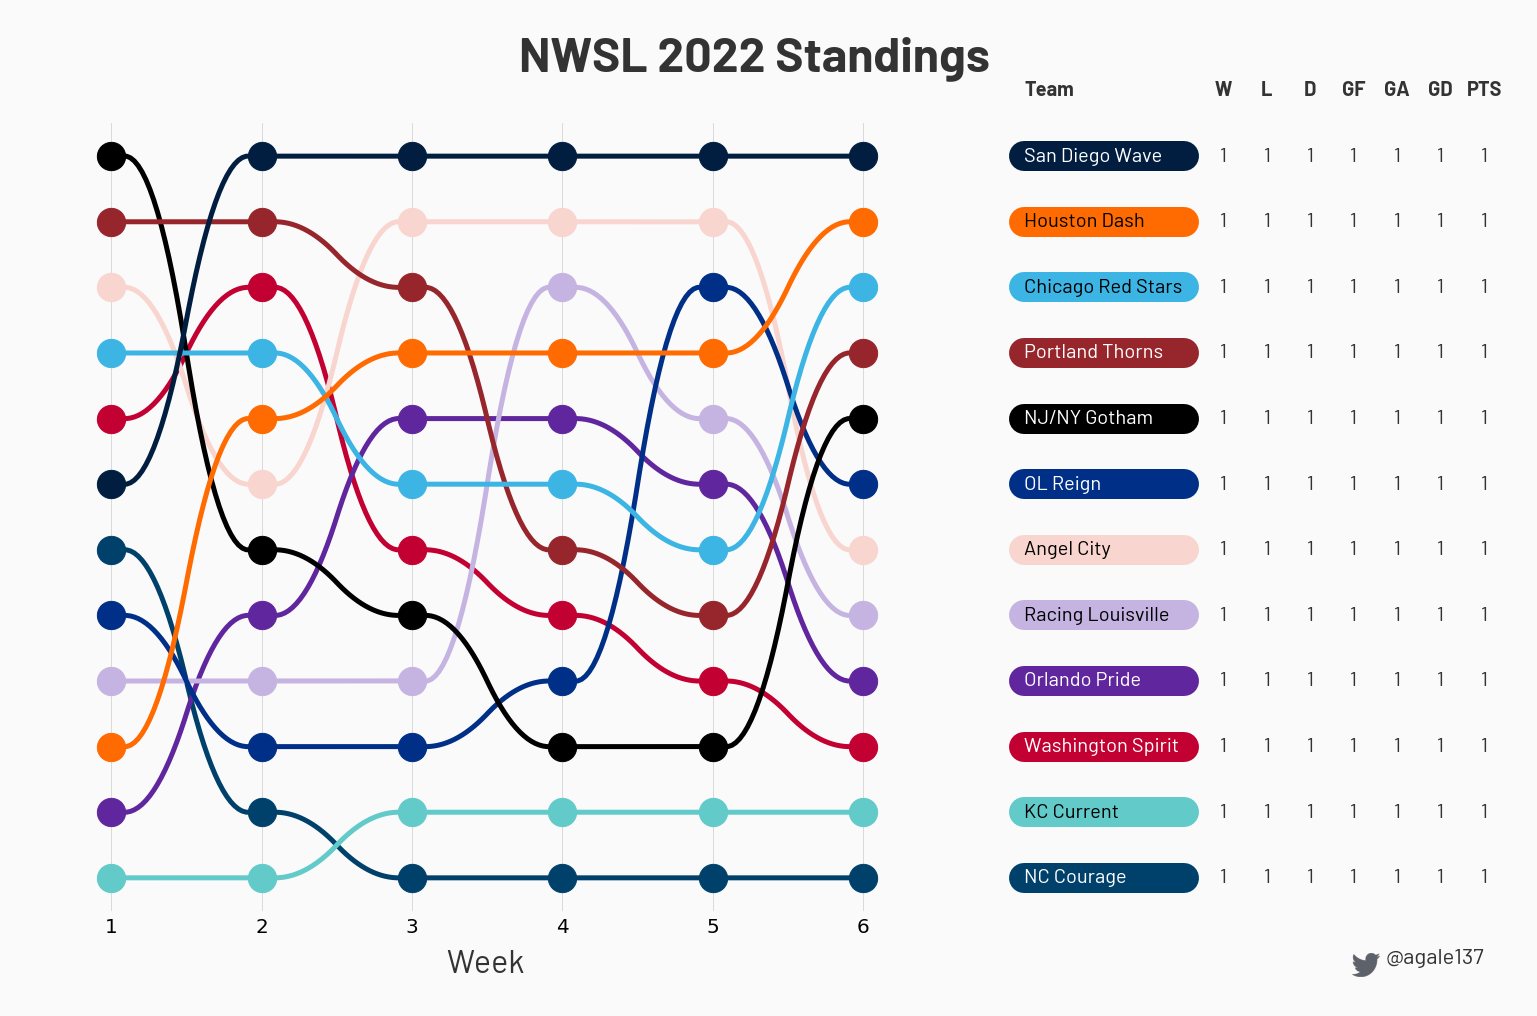 NWSL 2022 Standings
Team W L D GF GA GD PTS
San Diego Wave 1 1 1 1 1 1 1
Houston Dash 1 1 1 1 1 1 1
Chicago Red Stars 1 1 1 1 1 1 1
Portland Thorns 1 1 1 1 1 1 1
NJ/NY Gotham 1 1 1 1 1 1 1
OL Reign 1 1 1 1 1 1 1
Angel City 1 1 1 1 1 1 1
Racing Louisville 1 1 1 1 1 1 1
Orlando Pride 1 1 1 1 1 1 1
Washington Spirit 1 1 1 1 1 1 1
KC Current 1 1 1 1 1 1 1
NC Courage 1 1 1 1 1 1 1
1 2 3 4 5 6
Week
@agale137